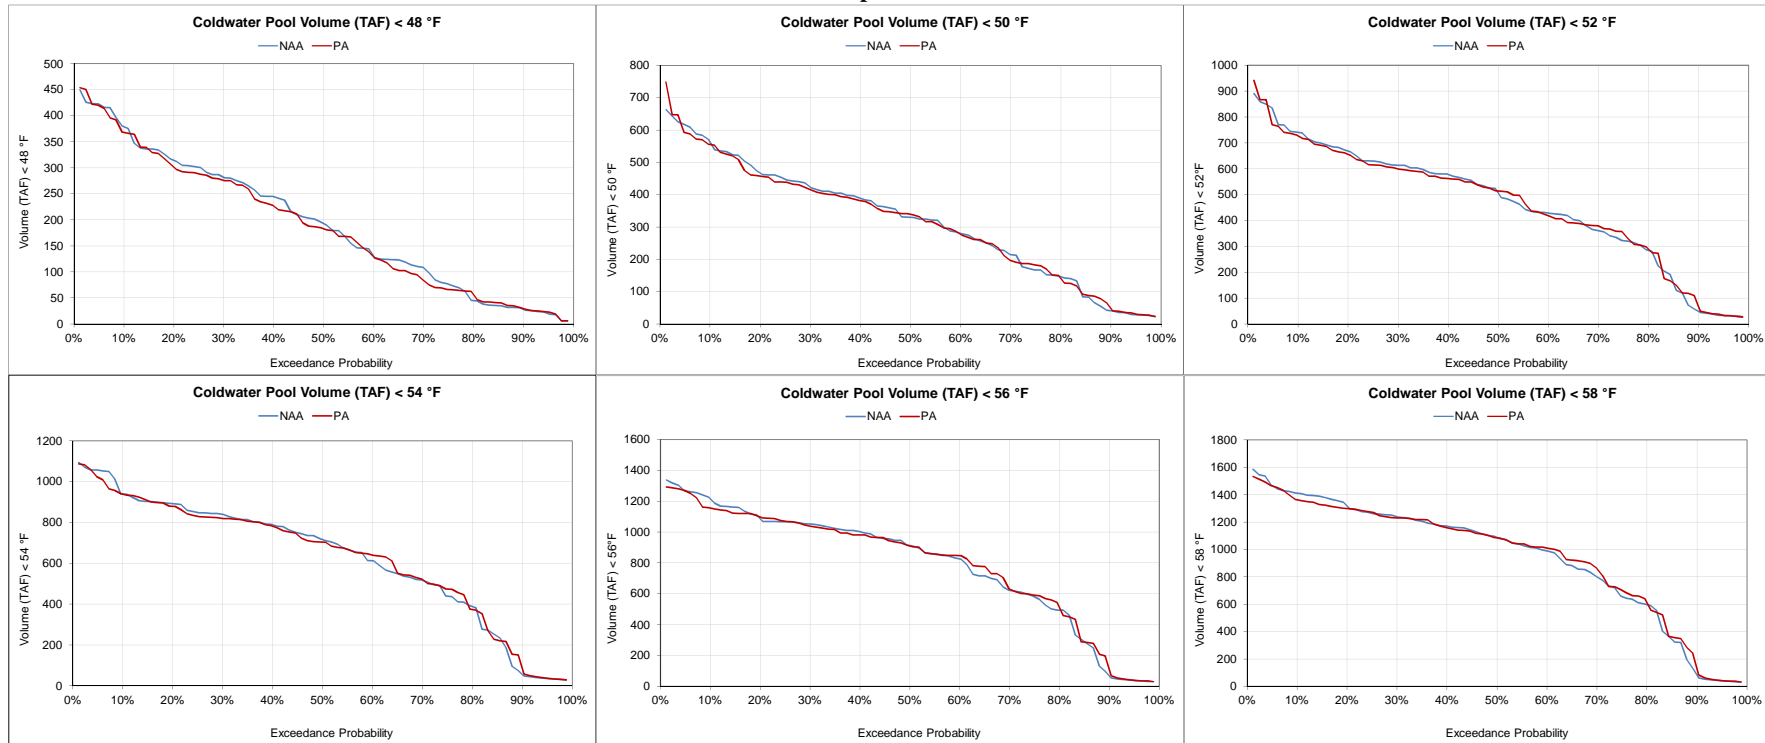 Coldwater Pool Volume (TAF) < 48 °F
NAA PA
Volume (TAF) < 48 °F
500
450
400
350
300
250
200
150
100
50
0
0% 10% 20% 30% 40% 50% 60% 70% 80% 90% 100%
Exceedance Probability
Coldwater Pool Volume (TAF) < 50 °F
NAA PA
Volume (TAF) < 50 °F
800
700
600
500
400
300
200
100
0
0% 10% 20% 30% 40% 50% 60% 70% 80% 90% 100%
Exceedance Probability
Coldwater Pool Volume (TAF) < 52 °F
NAA PA
Volume (TAF) < 52°F
1000
900
800
700
600
500
400
300
200
100
0
0% 10% 20% 30% 40% 50% 60% 70% 80% 90% 100%
Exceedance Probability
Coldwater Pool Volume (TAF) < 54 °F
NAA PA
Volume (TAF) < 54 °F
1200
1000
800
600
400
200
0
0% 10% 20% 30% 40% 50% 60% 70% 80% 90% 100%
Exceedance Probability
Coldwater Pool Volume (TAF) < 56 °F
NAA PA
Volume (TAF) < 56°F
1600
1400
1200
1000
800
600
400
200
0
0% 10% 20% 30% 40% 50% 60% 70% 80% 90% 100%
Exceedance Probability
Coldwater Pool Volume (TAF) < 58 °F
NAA PA
Volume (TAF) < 58 °F
1800
1600
1400
1200
1000
800
600
400
200
0
0% 10% 20% 30% 40% 50% 60% 70% 80% 90% 100%
Exceedance Probability